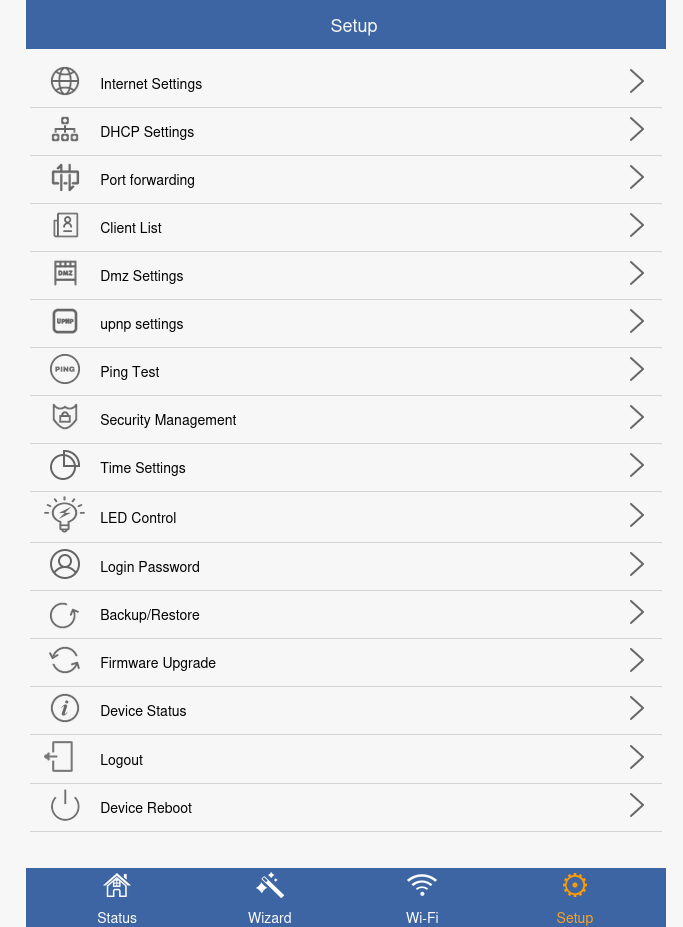 Setup
Internet Settings
DHCP Settings
Port forwarding
Client List
DMZ
Dmz Settings
UPNP
upnp settings
PING
Ping Test
Security Management
Time Settings
LED Control
Login Password
Backup/Restore
Firmware Upgrade
i
Device Status
Logout
Device Reboot
Status Wizard Wi-Fi Setup